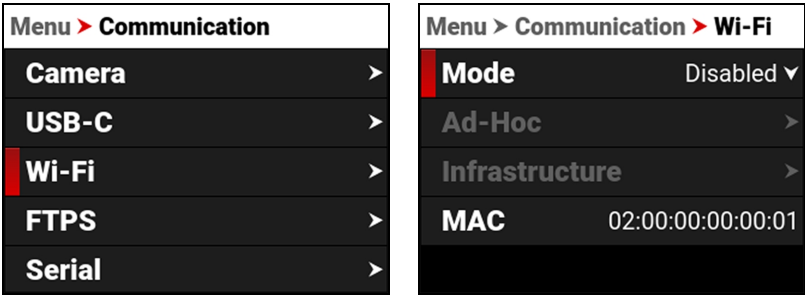 Menu ➤ Communication
Camera ➤
USB-C ➤
Wi-Fi ➤
FTPS ➤
Serial ➤
Menu ➤ Communication ➤ Wi-Fi
Mode Disabled
Ad-Hoc ➤
Infrastructure ➤
MAC 02:00:00:00:00:01